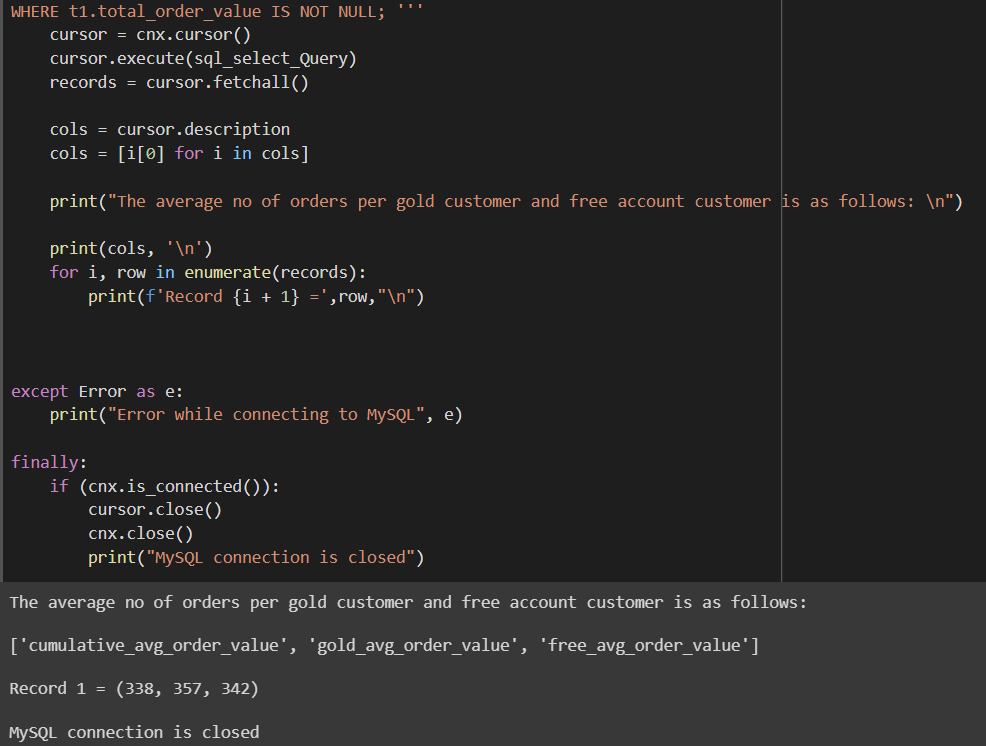 WHERE t1.total_order_value IS NOT NULL; '''
    cursor = cnx.cursor()
    cursor.execute(sql_select_Query)
    records = cursor.fetchall()
    cols = cursor.description
    cols = [i[0] for i in cols]
    print("The average no of orders per gold customer and free account customer is as follows: \n")
    print(cols, '\n')
    for i, row in enumerate(records):
        print(f'Record {i + 1} =',row,"\n")
except Error as e:
    print("Error while connecting to MySQL", e)
finally:
    if (cnx.is_connected()):
        cursor.close()
        cnx.close()
        print("MySQL connection is closed")
The average no of orders per gold customer and free account customer is as follows:
['cumulative_avg_order_value', 'gold_avg_order_value', 'free_avg_order_value']
Record 1 = (338, 357, 342)
MySQL connection is closed